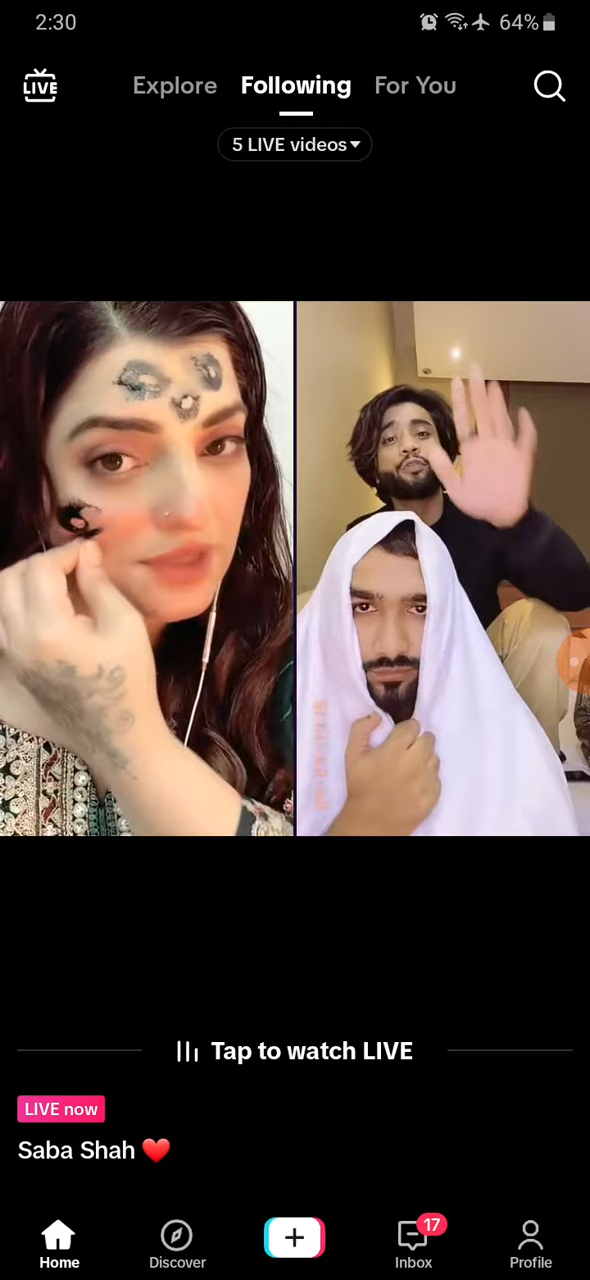 2:30
64%
LIVE
Explore Following For You
5 LIVE videos
Tap to watch LIVE
LIVE now
Saba Shah ❤️
17
Home Discover Inbox Profile